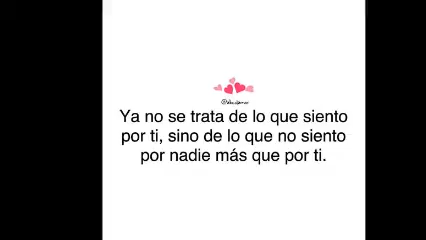 Ya no se trata de lo que siento
por ti, sino de lo que no siento
por nadie más que por ti.